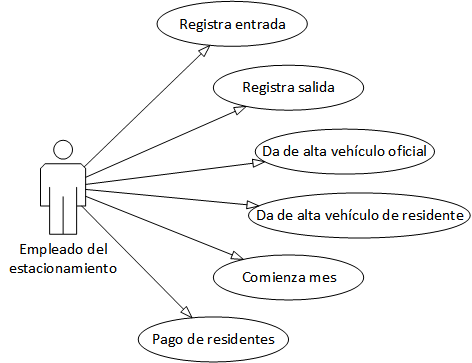 Registra entrada
Registra salida
Da de alta vehículo oficial
Da de alta vehículo de residente
Empleado del
estacionamiento
Comienza mes
Pago de residentes